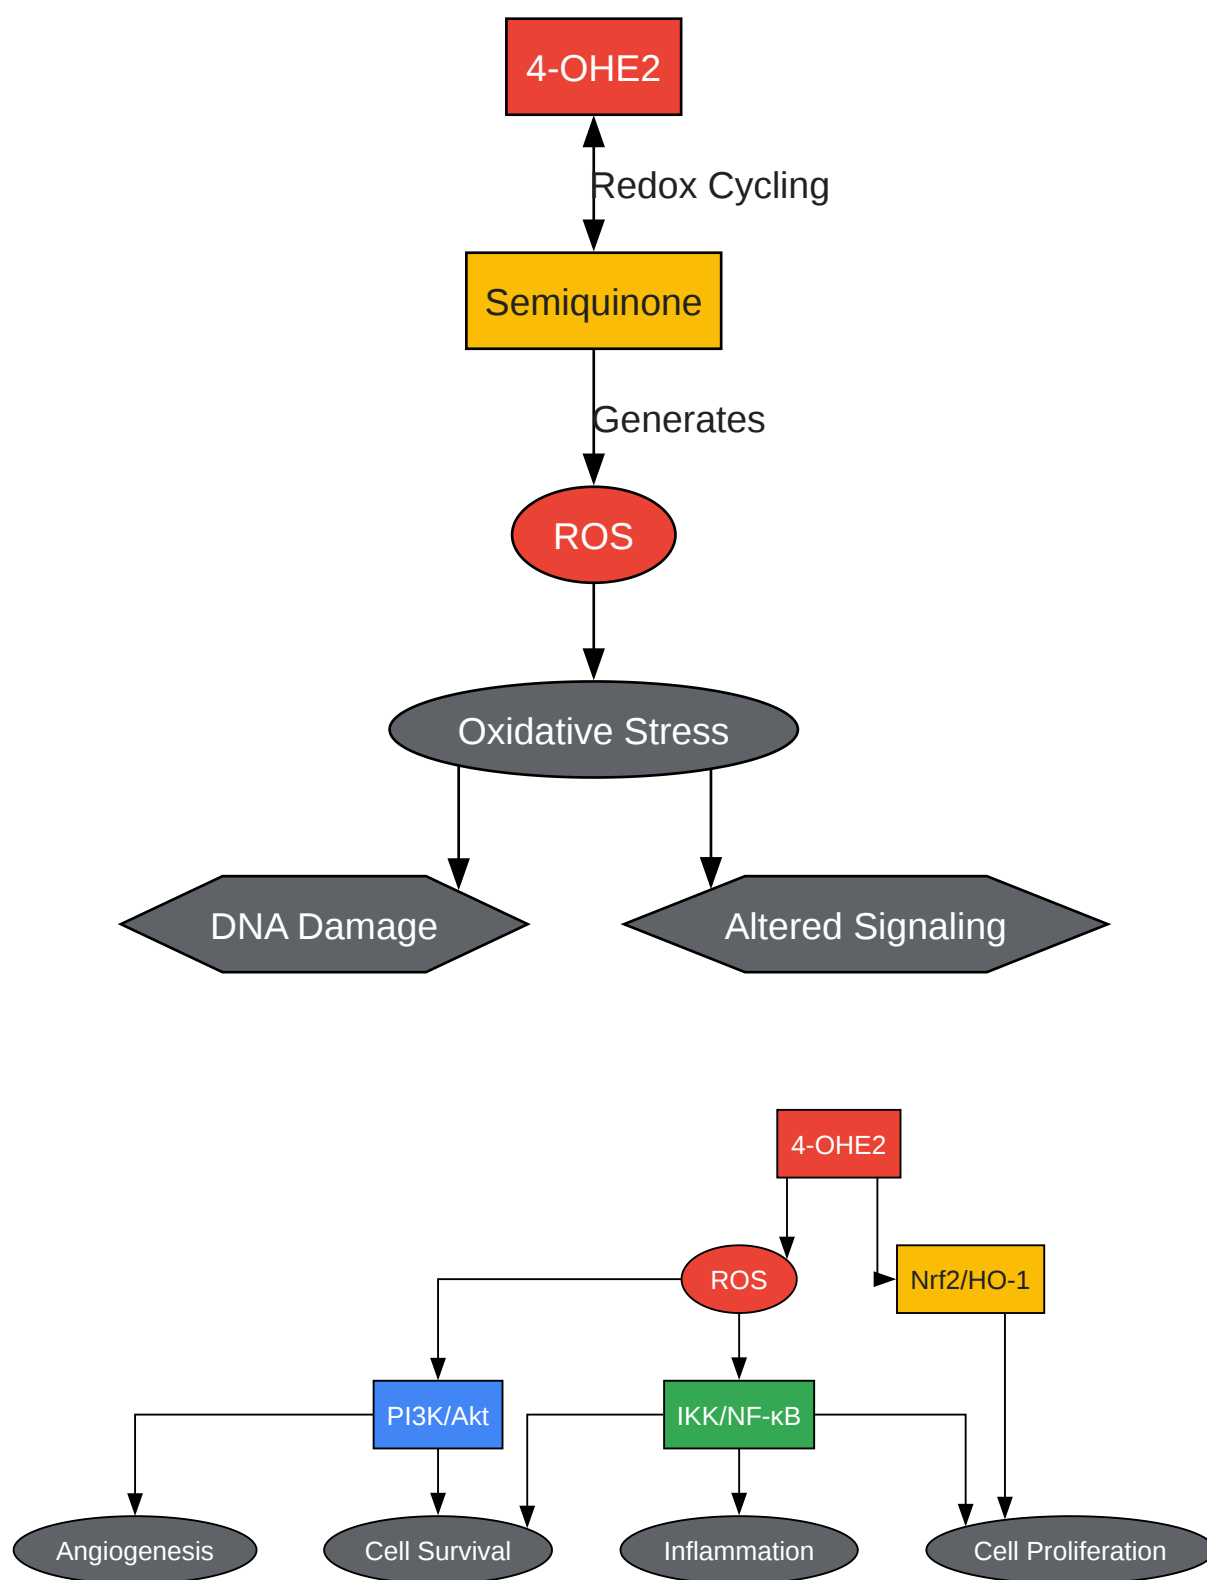 4-OHE2
Redox Cycling
Semiquinone
Generates
ROS
Oxidative Stress
DNA Damage
Altered Signaling
4-OHE2
ROS
Nrf2/HO-1
PI3K/Akt
IKK/NF-κB
Angiogenesis
Cell Survival
Inflammation
Cell Proliferation